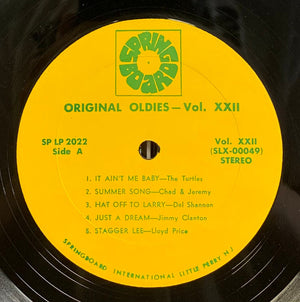 SPRING
BOARD
ORIGINAL OLDIES—Vol. XXII
SP LP 2022
Side A
Vol. XXII
(SLX-00049)
STEREO
1. IT AIN'T ME BABY—The Turtles
2. SUMMER SONG—Chad & Jeremy
3. HAT OFF TO LARRY—Del Shannon
4. JUST A DREAM—Jimmy Clanton
5. STAGGER LEE—Lloyd Price
SPRINGBOARD INTERNATIONAL LITTLE FERRY N J